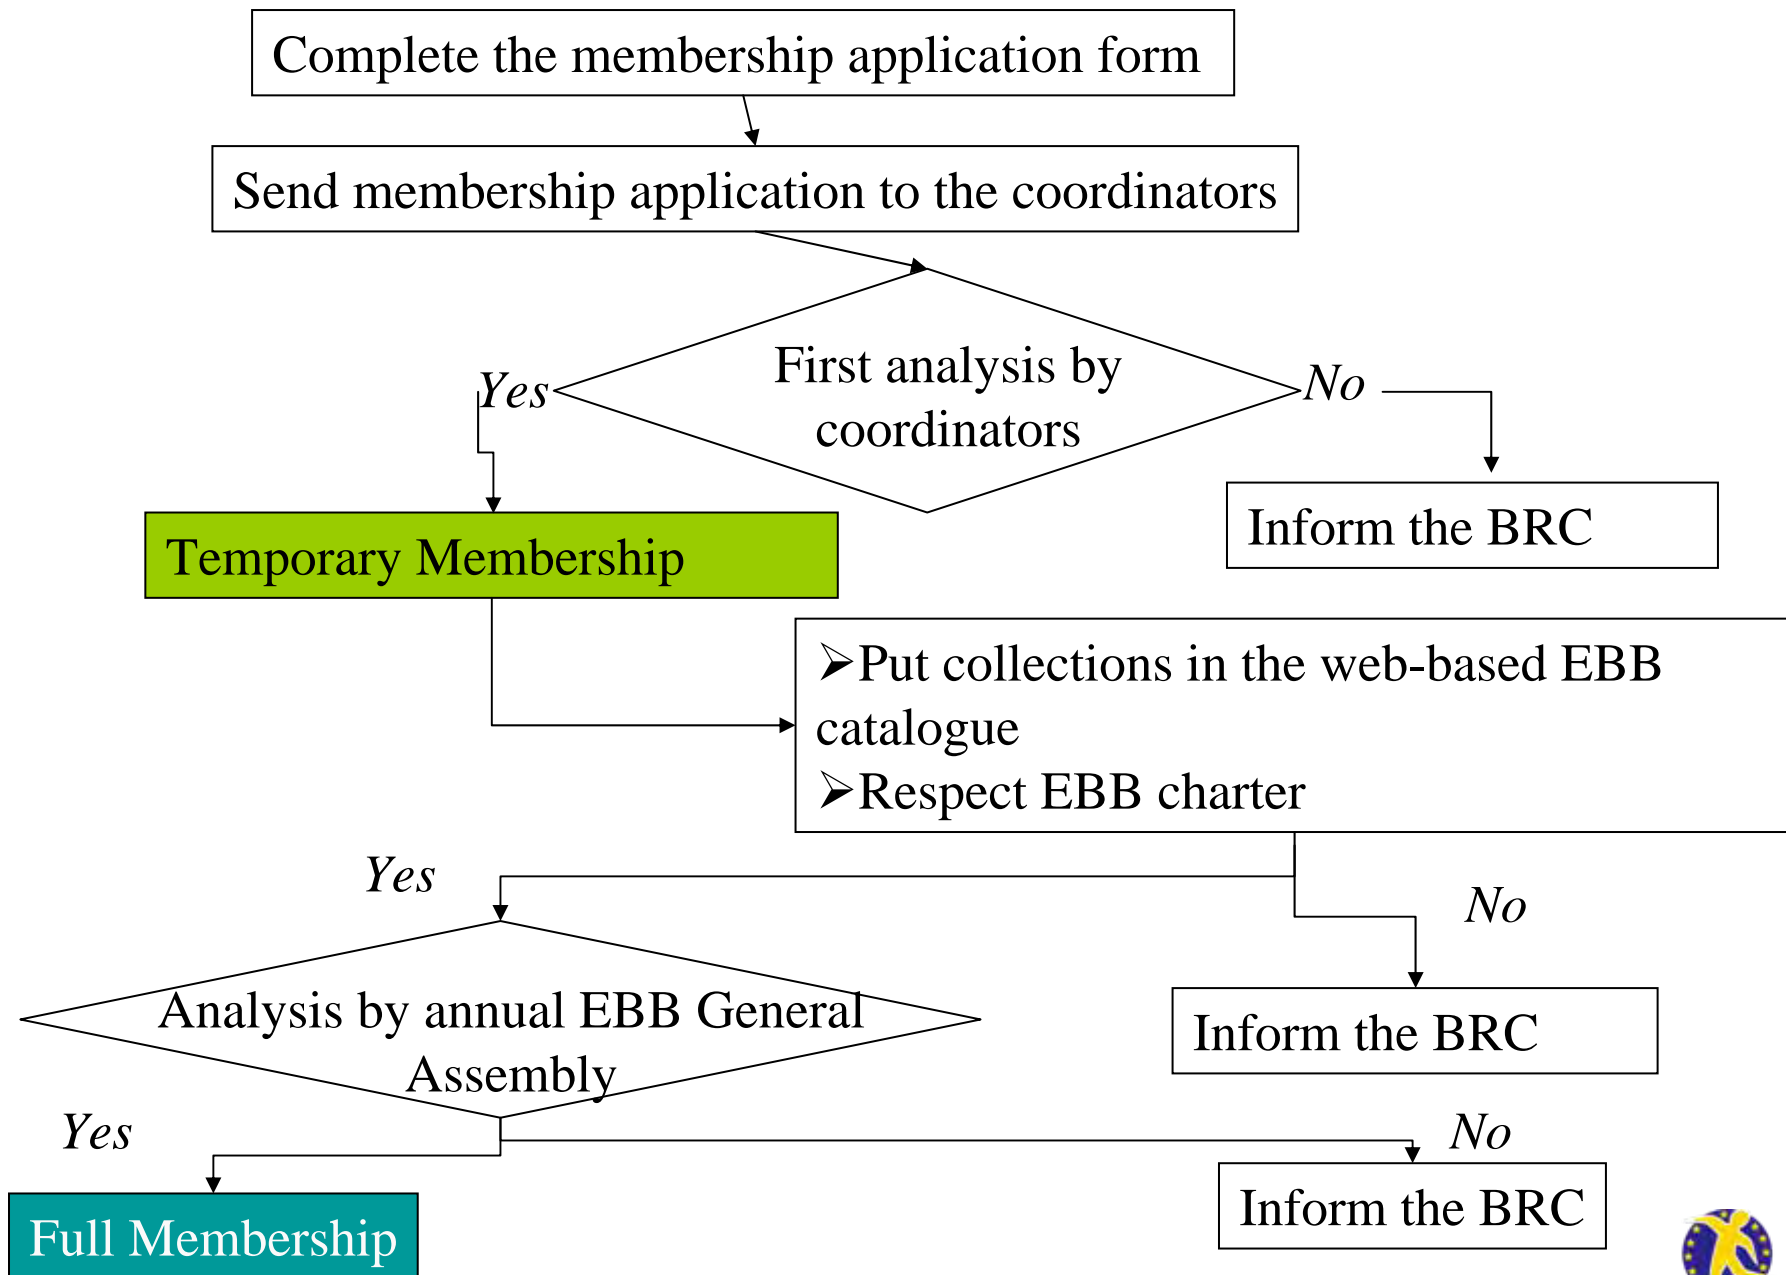 Complete the membership application form
Send membership application to the coordinators
First analysis by
coordinators
Yes
No
Inform the BRC
Temporary Membership
➢Put collections in the web-based EBB
catalogue
➢Respect EBB charter
Yes
No
Analysis by annual EBB General
Assembly
Inform the BRC
Yes
No
Inform the BRC
Full Membership